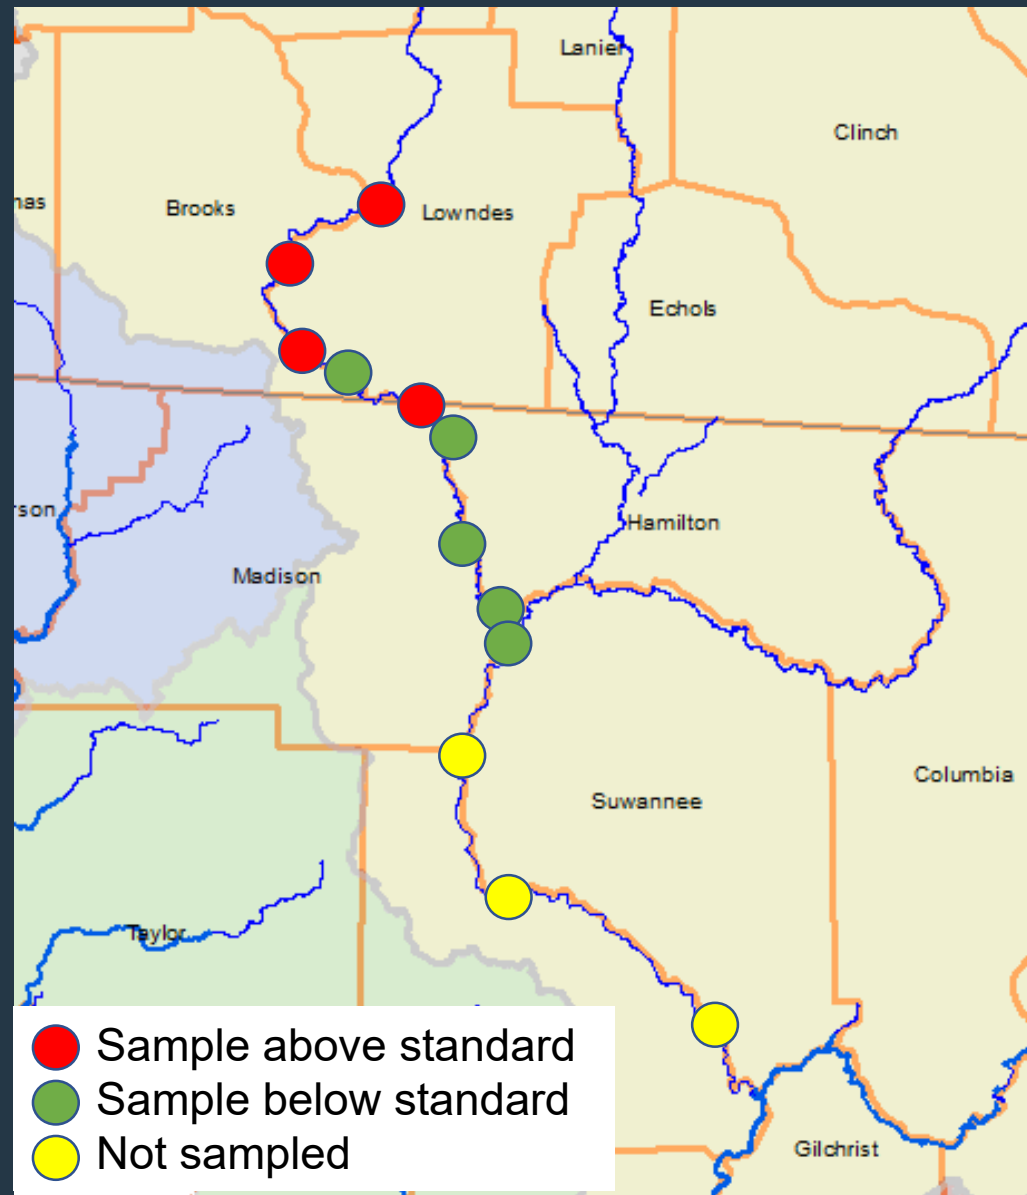 Lanier
Clinch
nas
Brooks
Lowndes
Echols
rson
Hamilton
Madison
Columbia
Suwannee
Taylor
Sample above standard
Sample below standard
Not sampled
Gilchrist